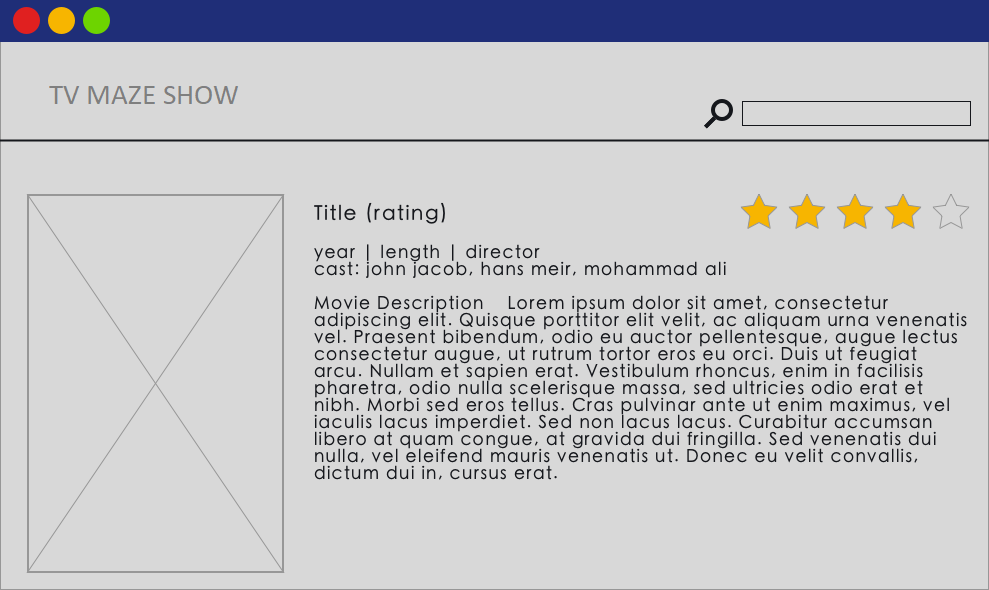 TV MAZE SHOW
Title (rating)
year | length | director
cast: john jacob, hans meir, mohammad ali
Movie Description    Lorem ipsum dolor sit amet, consectetur
adipiscing elit. Quisque porttitor elit velit, ac aliquam urna venenatis
vel. Praesent bibendum, odio eu auctor pellentesque, augue lectus
consectetur augue, ut rutrum tortor eros eu orci. Duis ut feugiat
arcu. Nullam et sapien erat. Vestibulum rhoncus, enim in facilisis
pharetra, odio nulla scelerisque massa, sed ultricies odio erat et
nibh. Morbi sed eros tellus. Cras pulvinar ante ut enim maximus, vel
iaculis lacus imperdiet. Sed non lacus lacus. Curabitur accumsan
libero at quam congue, at gravida dui fringilla. Sed venenatis dui
nulla, vel eleifend mauris venenatis ut. Donec eu velit convallis,
dictum dui in, cursus erat.